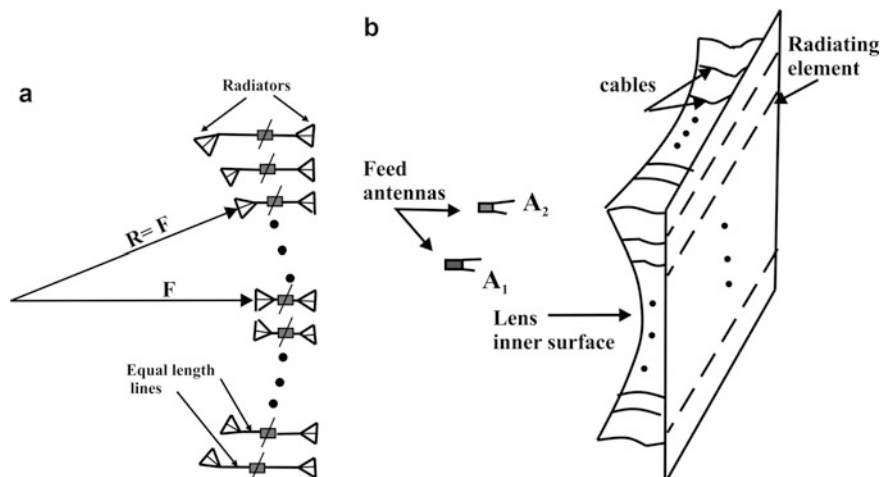 a
Radiators
R= F
F
Equal length
lines
b
Radiating
element
cables
Feed
antennas
A₂
A₁
Lens
inner surface